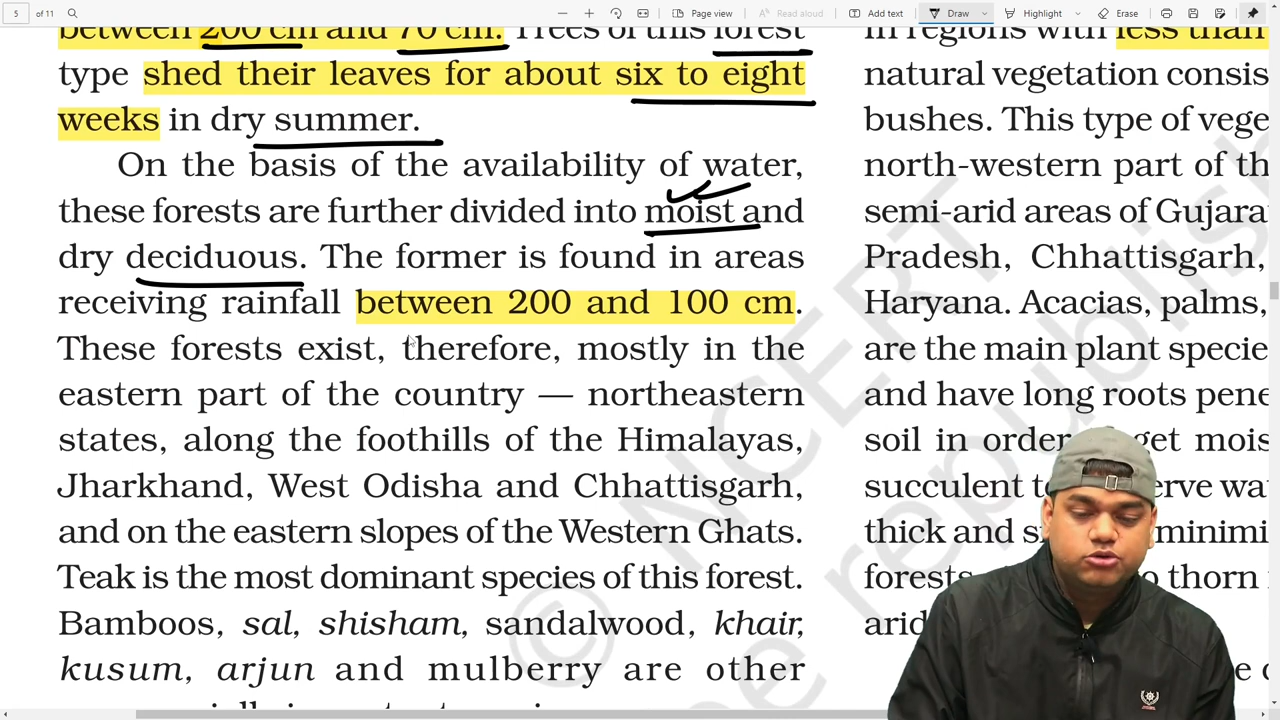 5 of 11
Page view
Read aloud
Add text
Draw
Highlight
Erase
between 200 cm and 70 cm. Trees of this forest
type shed their leaves for about six to eight
weeks in dry summer.
On the basis of the availability of water,
these forests are further divided into moist and
dry deciduous. The former is found in areas
receiving rainfall between 200 and 100 cm.
These forests exist, therefore, mostly in the
eastern part of the country — northeastern
states, along the foothills of the Himalayas,
Jharkhand, West Odisha and Chhattisgarh,
and on the eastern slopes of the Western Ghats.
Teak is the most dominant species of this forest.
Bamboos, sal, shisham, sandalwood, khair,
kusum, arjun and mulberry are other
in regions with less than
natural vegetation consis
bushes. This type of vege
north-western part of th
semi-arid areas of Gujara
Pradesh, Chhattisgarh,
Haryana. Acacias, palms,
are the main plant specie
and have long roots pene
soil in order get mois
succulent
thick and minimi
forests thorn
arid
© NCERT
be republish